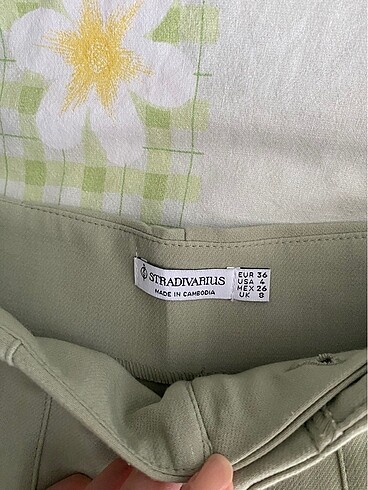 STRADIVARIUS
MADE IN CAMBODIA
EUR 36
USA 4
MEX 26
UK 8